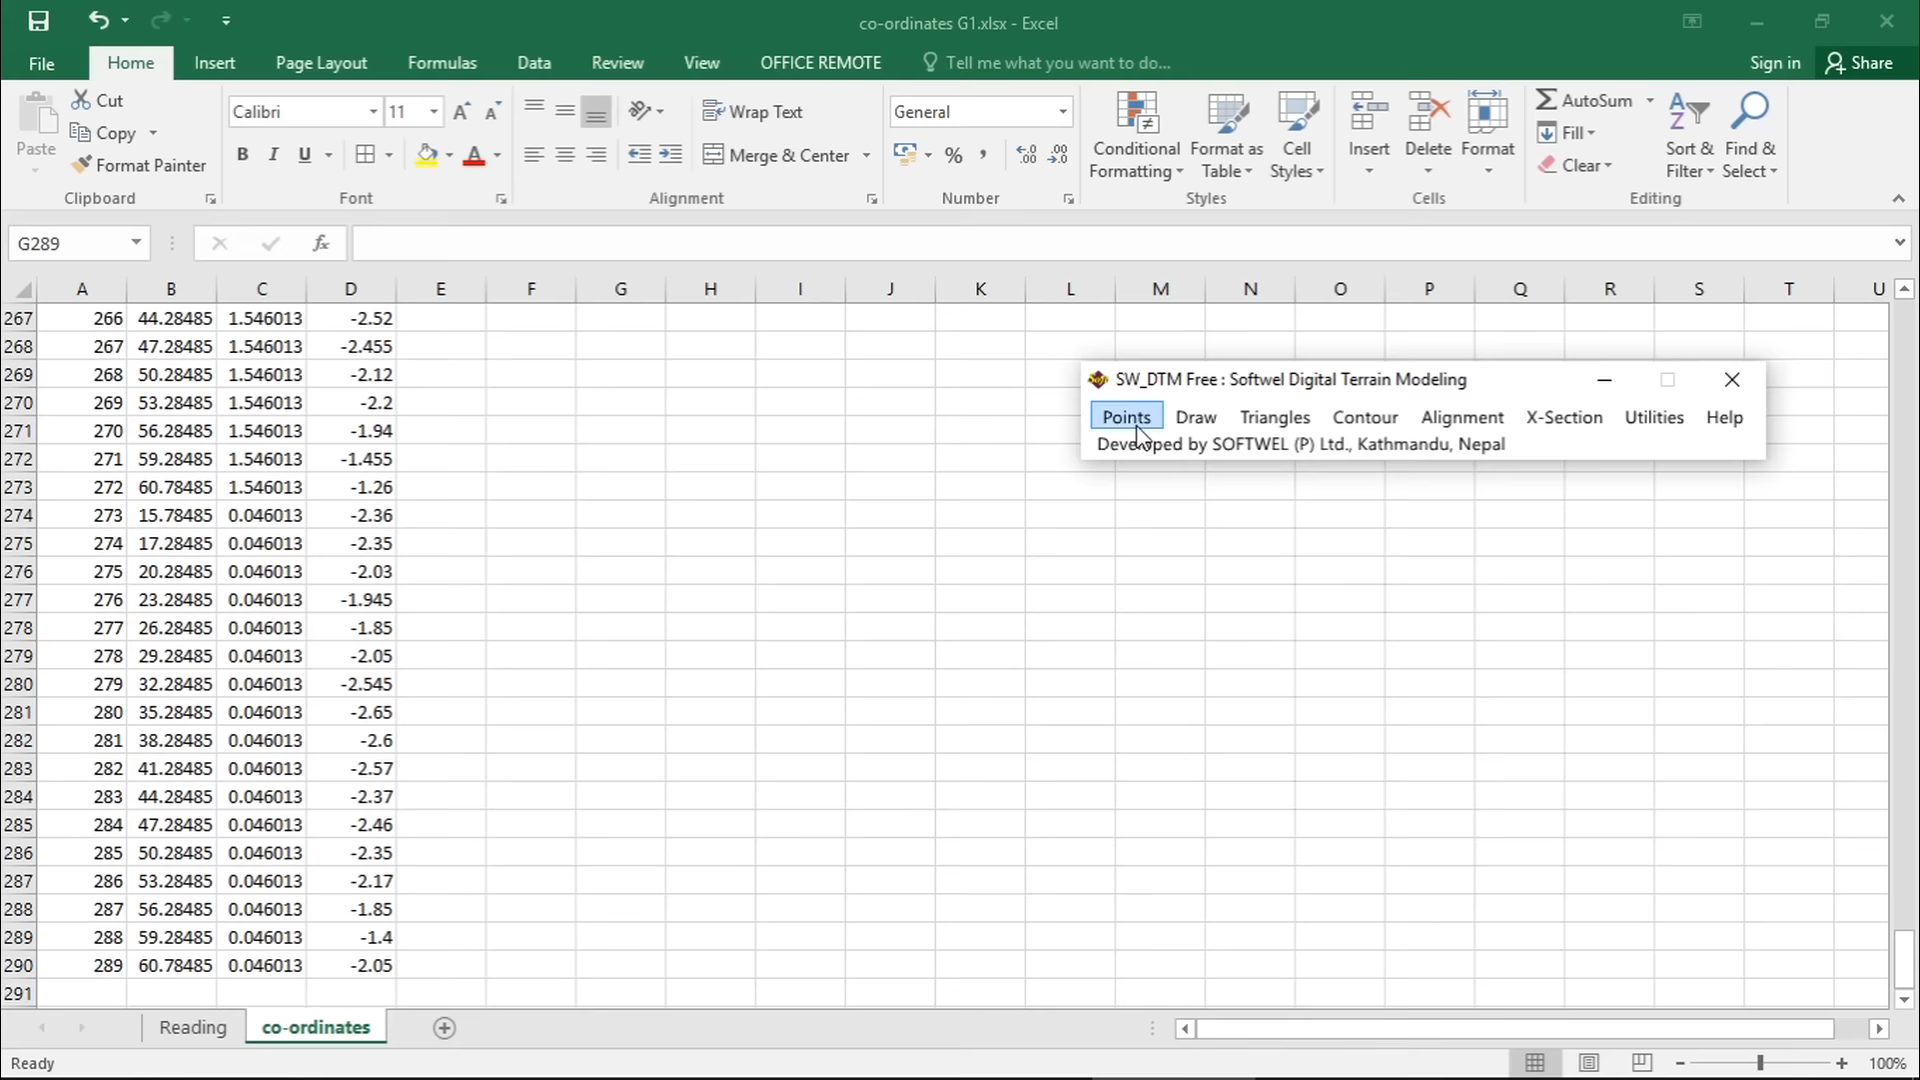 co-ordinates G1.xlsx - Excel
File Home Insert Page Layout Formulas Data Review View OFFICE REMOTE Tell me what you want to do... Sign in Share
Paste Cut Copy Format Painter
Clipboard
Calibri 11
B I U A
Font
Wrap Text
Merge & Center
Alignment
General
% ,
Number
Conditional Formatting Format as Table Cell Styles
Styles
Insert Delete Format
Cells
AutoSum Fill Clear Sort & Filter Find & Select
Editing
G289 fx
A B C D E F G H I J K L M N O P Q R S T U
267 266 44.28485 1.546013 -2.52
268 267 47.28485 1.546013 -2.455
269 268 50.28485 1.546013 -2.12
270 269 53.28485 1.546013 -2.2
271 270 56.28485 1.546013 -1.94
272 271 59.28485 1.546013 -1.455
273 272 60.78485 1.546013 -1.26
274 273 15.78485 0.046013 -2.36
275 274 17.28485 0.046013 -2.35
276 275 20.28485 0.046013 -2.03
277 276 23.28485 0.046013 -1.945
278 277 26.28485 0.046013 -1.85
279 278 29.28485 0.046013 -2.05
280 279 32.28485 0.046013 -2.545
281 280 35.28485 0.046013 -2.65
282 281 38.28485 0.046013 -2.6
283 282 41.28485 0.046013 -2.57
284 283 44.28485 0.046013 -2.37
285 284 47.28485 0.046013 -2.46
286 285 50.28485 0.046013 -2.35
287 286 53.28485 0.046013 -2.17
288 287 56.28485 0.046013 -1.85
289 288 59.28485 0.046013 -1.4
290 289 60.78485 0.046013 -2.05
291
SW_DTM Free : Softwel Digital Terrain Modeling
Points Draw Triangles Contour Alignment X-Section Utilities Help
Developed by SOFTWEL (P) Ltd., Kathmandu, Nepal
Reading co-ordinates
Ready 100%